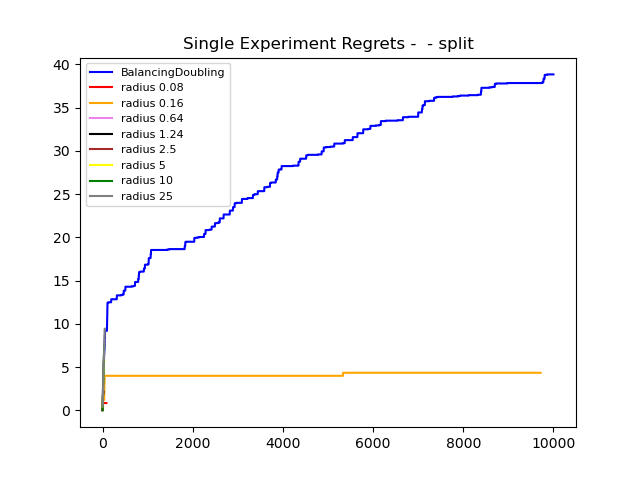 Single Experiment Regrets -  - split
BalancingDoubling
radius 0.08
radius 0.16
radius 0.64
radius 1.24
radius 2.5
radius 5
radius 10
radius 25
40
35
30
25
20
15
10
5
0
0 2000 4000 6000 8000 10000